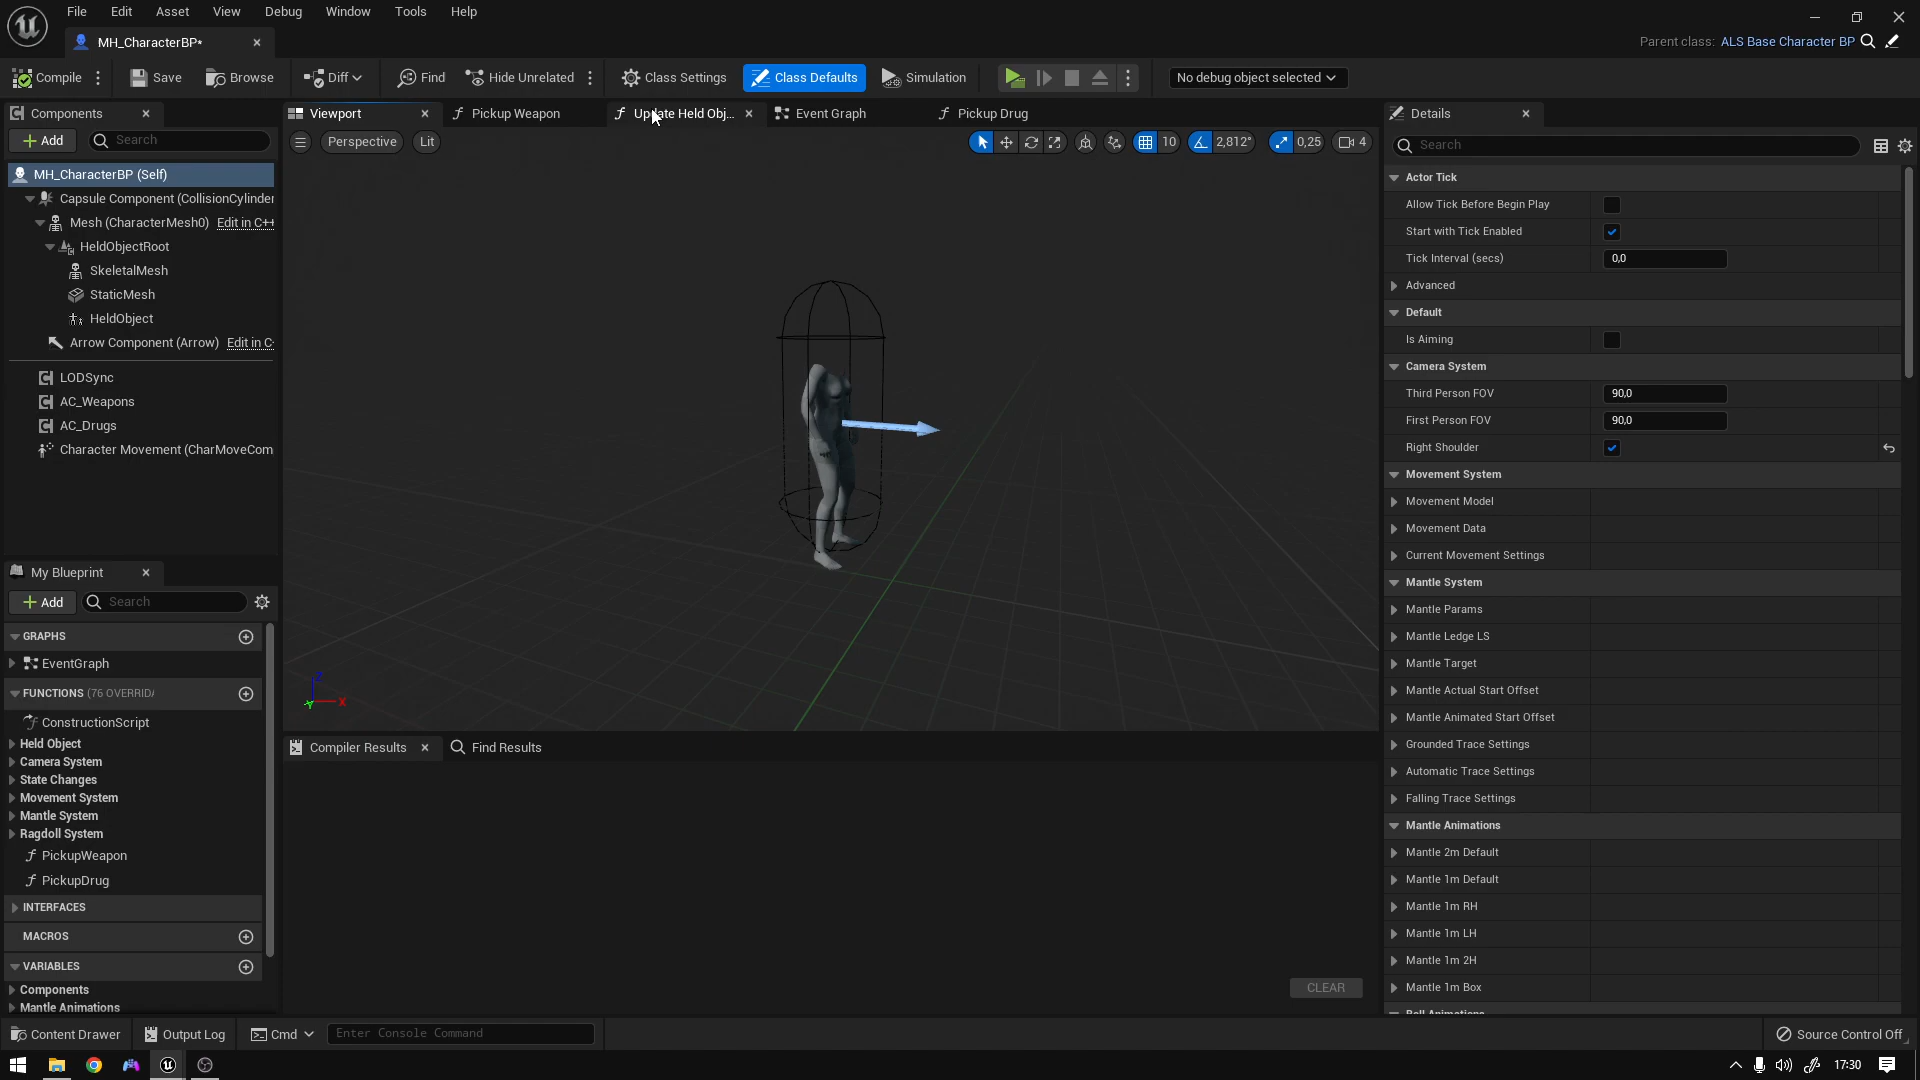 File Edit Asset View Debug Window Tools Help
MH_CharacterBP*
Parent class: ALS Base Character BP
Compile Save Browse Diff Find Hide Unrelated Class Settings Class Defaults Simulation No debug object selected
Components
Add Search
MH_CharacterBP (Self)
Capsule Component (CollisionCylinder
Mesh (CharacterMesh0) Edit in C++
HeldObjectRoot
SkeletalMesh
StaticMesh
HeldObject
Arrow Component (Arrow) Edit in C
LODSync
AC_Weapons
AC_Drugs
Character Movement (CharMoveCom
My Blueprint
Add Search
GRAPHS
EventGraph
FUNCTIONS (76 OVERRID
ConstructionScript
Held Object
Camera System
State Changes
Movement System
Mantle System
Ragdoll System
PickupWeapon
PickupDrug
INTERFACES
MACROS
VARIABLES
Components
Mantle Animations
Viewport Pickup Weapon Update Held Obj... Event Graph Pickup Drug
Perspective Lit 10 2,812° 0,25 4
Z
X
Y
Compiler Results Find Results
CLEAR
Details
Search
Actor Tick
Allow Tick Before Begin Play
Start with Tick Enabled
Tick Interval (secs) 0,0
Advanced
Default
Is Aiming
Camera System
Third Person FOV 90,0
First Person FOV 90,0
Right Shoulder
Movement System
Movement Model
Movement Data
Current Movement Settings
Mantle System
Mantle Params
Mantle Ledge LS
Mantle Target
Mantle Actual Start Offset
Mantle Animated Start Offset
Grounded Trace Settings
Automatic Trace Settings
Falling Trace Settings
Mantle Animations
Mantle 2m Default
Mantle 1m Default
Mantle 1m RH
Mantle 1m LH
Mantle 1m 2H
Mantle 1m Box
Roll Animations
Content Drawer Output Log Cmd Enter Console Command Source Control Off
17:30